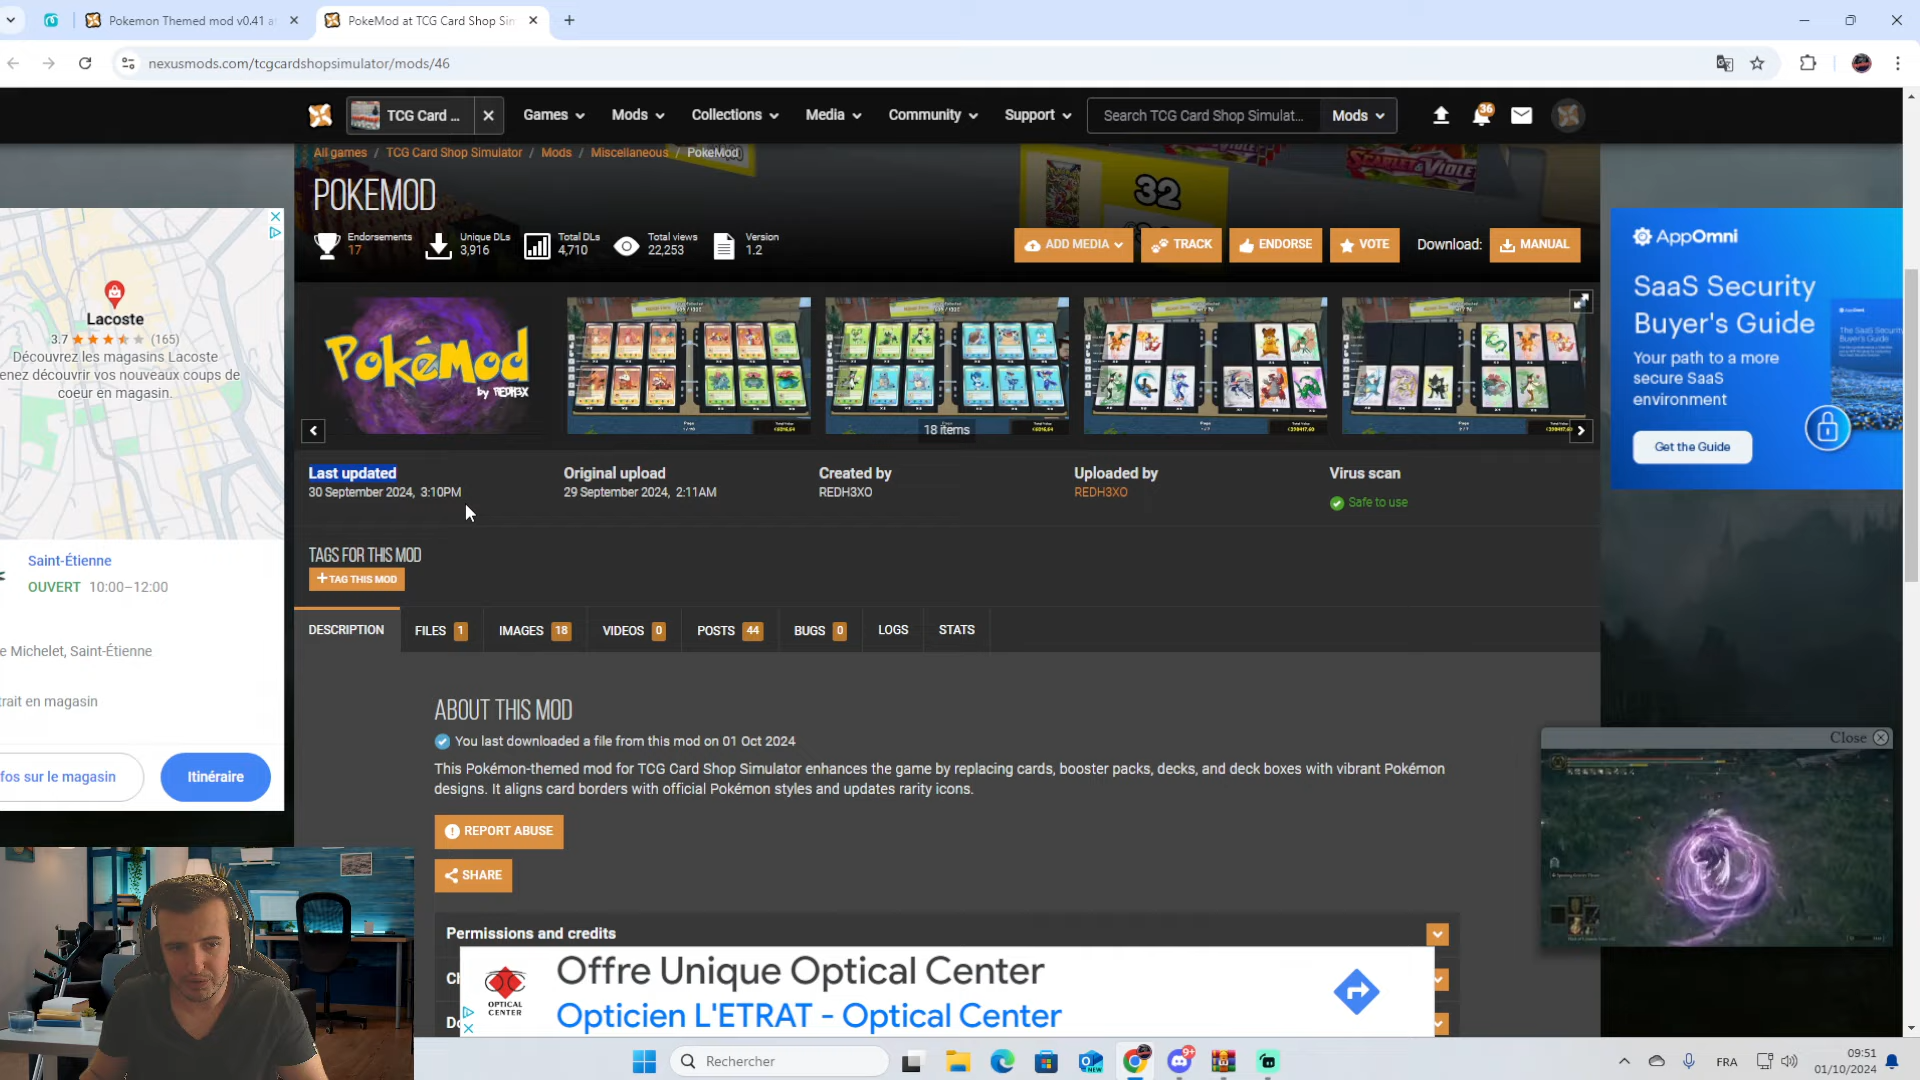 Pokemon Themed mod v0.41 a
PokeMod at TCG Card Shop Sim
nexusmods.com/tcgcardshopsimulator/mods/46
TCG Card ...
Games
Mods
Collections
Media
Community
Support
Search TCG Card Shop Simulat...
Mods
36
All games / TCG Card Shop Simulator / Mods / Miscellaneous / PokeMod
POKEMOD
Endorsements
17
Unique DLs
3,916
Total DLs
4,710
Total views
22,253
Version
1.2
ADD MEDIA
TRACK
ENDORSE
VOTE
Download:
MANUAL
32
SCARLET & VIOLET
PokéMod
by REDH3X
18 items
Last updated
30 September 2024, 3:10PM
Original upload
29 September 2024, 2:11AM
Created by
REDH3XO
Uploaded by
REDH3XO
Virus scan
Safe to use
TAGS FOR THIS MOD
TAG THIS MOD
DESCRIPTION
FILES 1
IMAGES 18
VIDEOS 0
POSTS 44
BUGS 0
LOGS
STATS
ABOUT THIS MOD
You last downloaded a file from this mod on 01 Oct 2024
This Pokémon-themed mod for TCG Card Shop Simulator enhances the game by replacing cards, booster packs, decks, and deck boxes with vibrant Pokémon
designs. It aligns card borders with official Pokémon styles and updates rarity icons.
REPORT ABUSE
SHARE
Permissions and credits
Offre Unique Optical Center
Opticien L'ETRAT - Optical Center
OPTICAL
CENTER
Lacoste
3.7
(165)
Découvrez les magasins Lacoste
enez découvrir vos nouveaux coups de
coeur en magasin.
Saint-Étienne
OUVERT 10:00–12:00
e Michelet, Saint-Étienne
rait en magasin
fos sur le magasin
Itinéraire
AppOmni
SaaS Security
Buyer's Guide
Your path to a more
secure SaaS
environment
Get the Guide
Close
Rechercher
FRA
09:51
01/10/2024